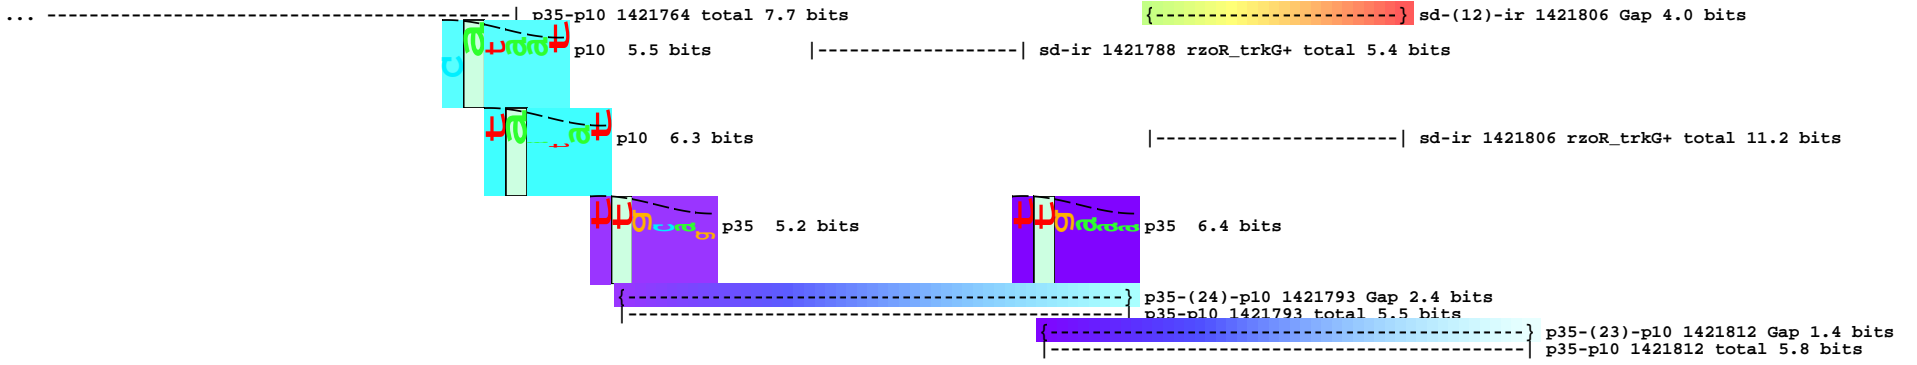 ... p35-p10 1421764 total 7.7 bits
sd-(12)-ir 1421806 Gap 4.0 bits
cataat p10 5.5 bits
sd-ir 1421788 rzoR_trkG+ total 5.4 bits
p10 6.3 bits
sd-ir 1421806 rzoR_trkG+ total 11.2 bits
ttgcag p35 5.2 bits
ttgaaa p35 6.4 bits
p35-(24)-p10 1421793 Gap 2.4 bits
p35-p10 1421793 total 5.5 bits
p35-(23)-p10 1421812 Gap 1.4 bits
p35-p10 1421812 total 5.8 bits